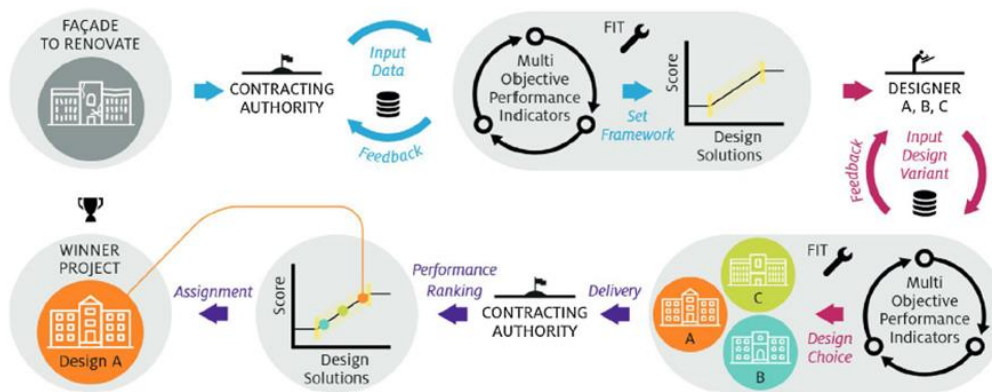 FAÇADE
TO RENOVATE
CONTRACTING
AUTHORITY
Input
Data
Feedback
FIT
Multi
Objective
Performance
Indicators
Set
Framework
Score
Design
Solutions
DESIGNER
A, B, C
Input
Design
Variant
Feedback
WINNER
PROJECT
Design A
Assignment
Score
Design
Solutions
Performance
Ranking
CONTRACTING
AUTHORITY
Delivery
A
B
C
FIT
Design
Choice
Multi
Objective
Performance
Indicators